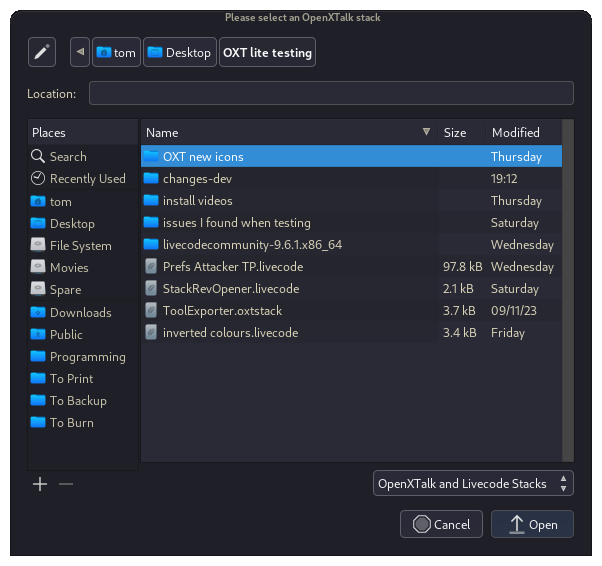 Please select an OpenXTalk stack
tom Desktop OXT lite testing
Location:
Places
Search
Recently Used
tom
Desktop
File System
Movies
Spare
Downloads
Public
Programming
To Print
To Backup
To Burn
Name Size Modified
OXT new icons Thursday
changes-dev 19:12
install videos Thursday
issues I found when testing Saturday
livecodecommunity-9.6.1.x86_64 Wednesday
Prefs Attacker TP.livecode 97.8 kB Wednesday
StackRevOpener.livecode 2.1 kB Saturday
ToolExporter.oxtstack 3.7 kB 09/11/23
inverted colours.livecode 3.4 kB Friday
OpenXTalk and Livecode Stacks
Cancel Open